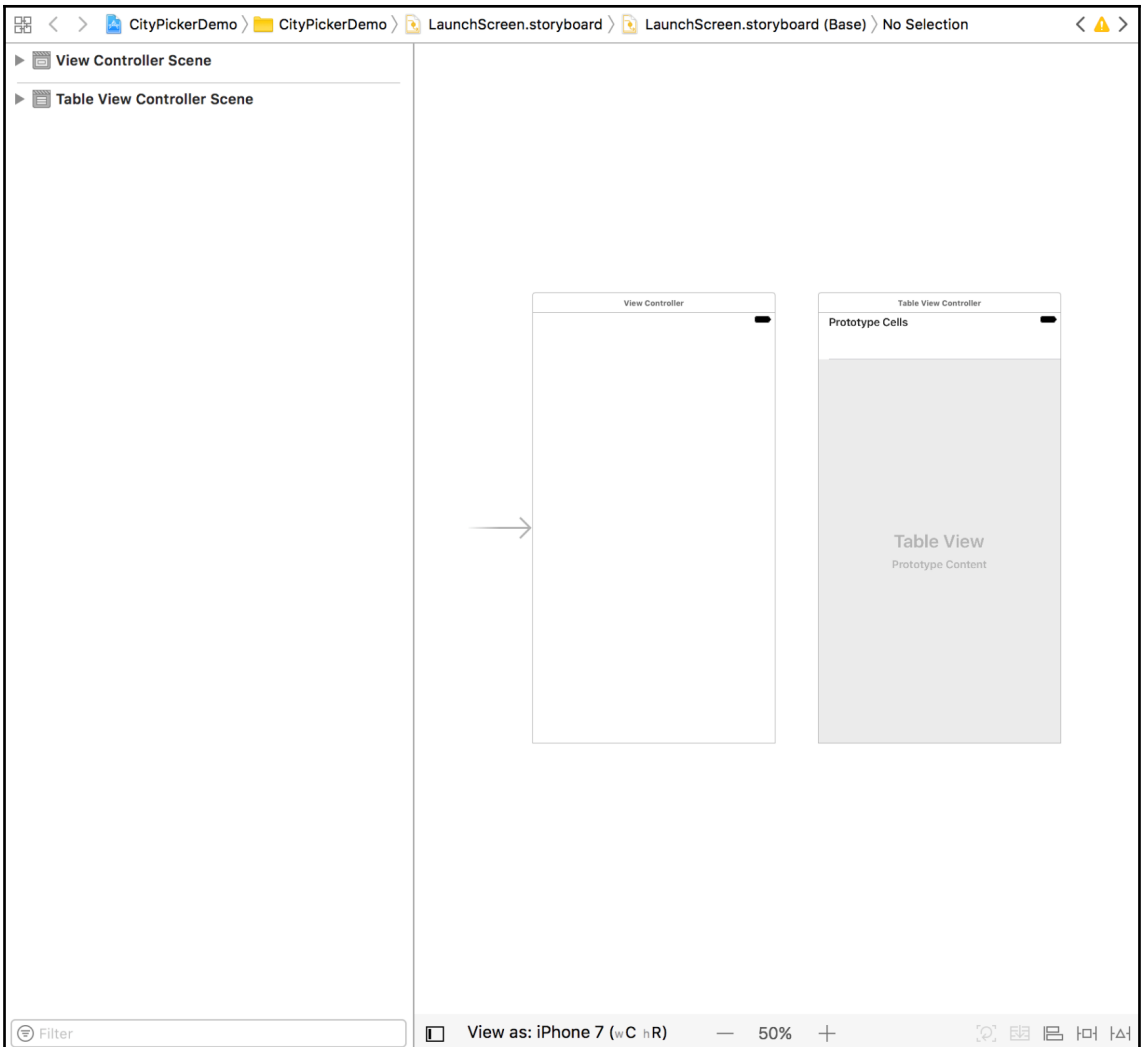 CityPickerDemo CityPickerDemo LaunchScreen.storyboard LaunchScreen.storyboard (Base) No Selection
View Controller Scene
Table View Controller Scene
View Controller
Table View Controller
Prototype Cells
Table View
Prototype Content
Filter
View as: iPhone 7 (wC hR) — 50% +